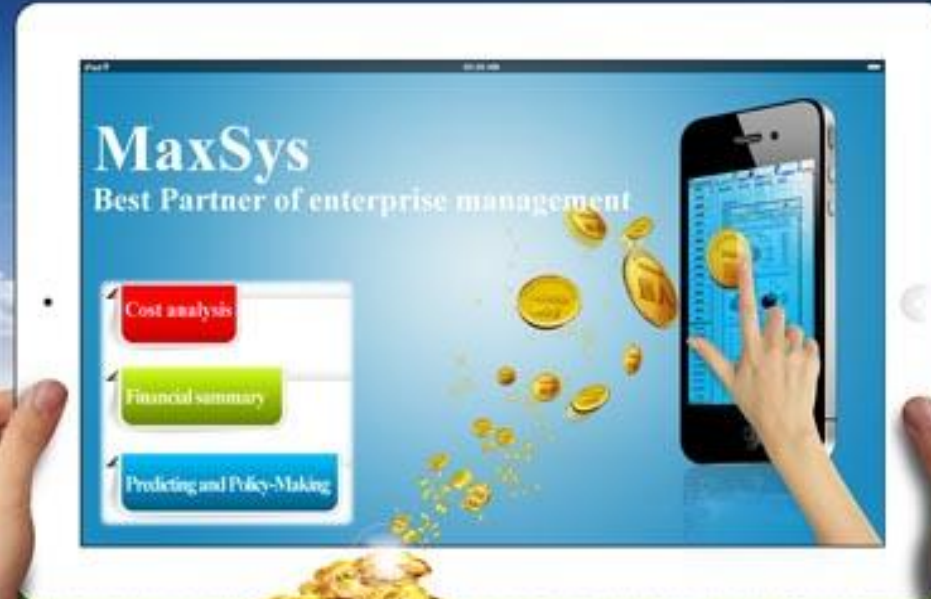 MaxSys
Best Partner of enterprise management
Cost analysis
Financial summary
Predicting and Policy-Making